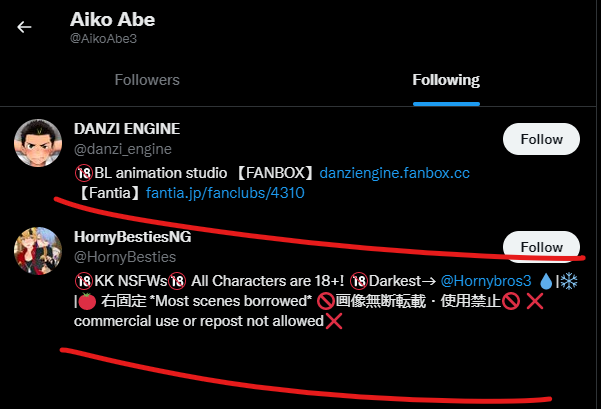 Aiko Abe
@AikoAbe3
Followers Following
DANZI ENGINE
@danzi_engine
Follow
🔞BL animation studio 【FANBOX】danziengine.fanbox.cc
【Fantia】fantia.jp/fanclubs/4310
HornyBestiesNG
@HornyBesties
Follow
🔞KK NSFWs🔞 All Characters are 18+! 🔞Darkest→ @Hornybros3 💧|❄️
|🍅 右固定 *Most scenes borrowed* 🚫画像無断転載・使用禁止🚫 ❌
commercial use or repost not allowed❌